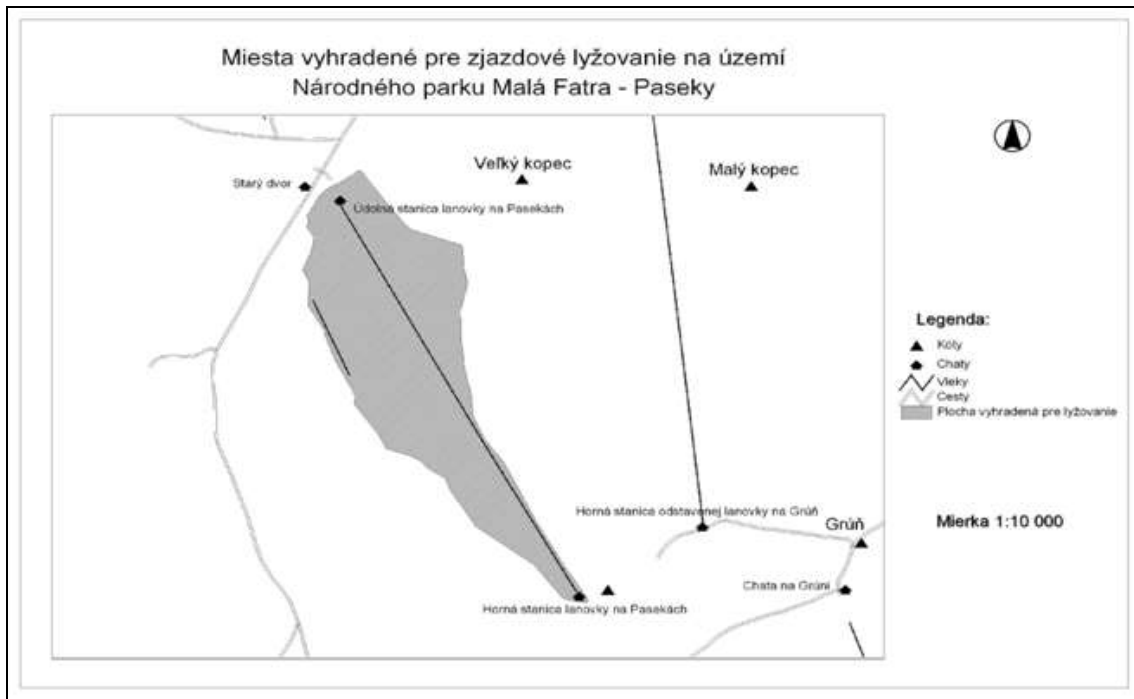 Miesta vyhradené pre zjazdové lyžovanie na území
Národného parku Malá Fatra - Paseky
Veľký kopec
Malý kopec
Starý dvor
Údolná stanica lanovky na Pasekách
Legenda:
Kóty
Chaty
Vleky
Cesty
Plocha vyhradená pre lyžovanie
Horná stanica odstavenej lanovky na Grúň
Grúň
Mierka 1:10 000
Chata na Grúni
Horná stanica lanovky na Pasekách